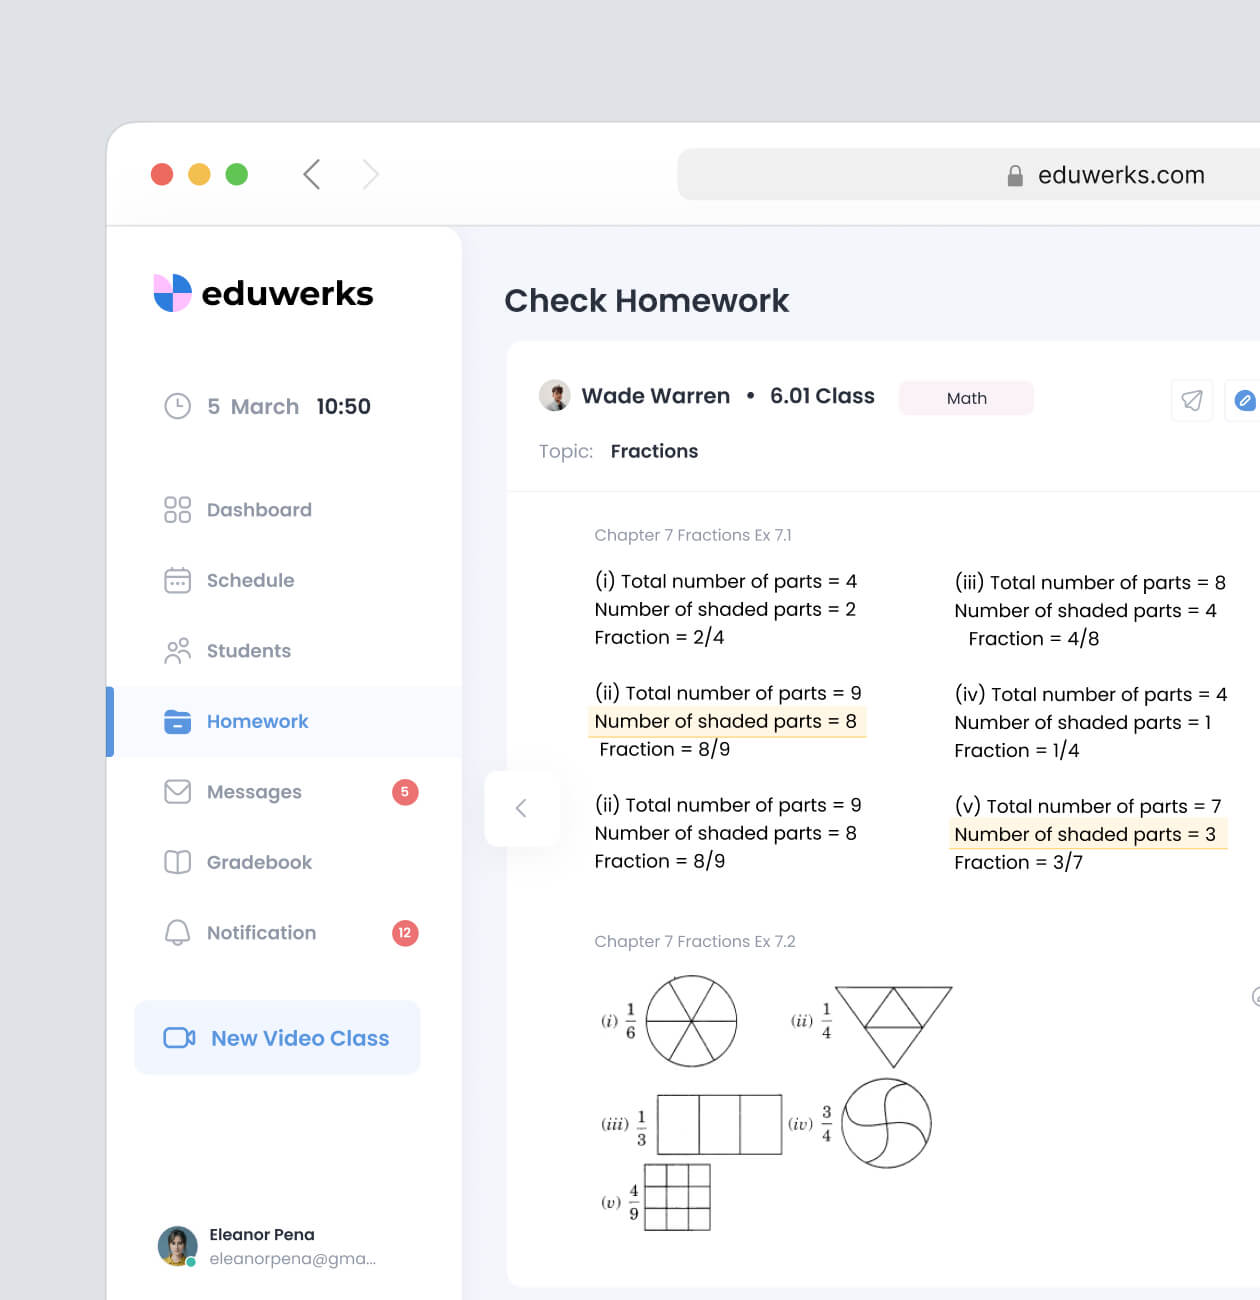 eduwerks.com
eduwerks
5 March 10:50
Dashboard
Schedule
Students
Homework
Messages 5
Gradebook
Notification 12
New Video Class
Eleanor Pena
eleanorpena@gma...
Check Homework
Wade Warren • 6.01 Class Math
Topic: Fractions
Chapter 7 Fractions Ex 7.1
(i) Total number of parts = 4
Number of shaded parts = 2
Fraction = 2/4
(ii) Total number of parts = 9
Number of shaded parts = 8
Fraction = 8/9
(ii) Total number of parts = 9
Number of shaded parts = 8
Fraction = 8/9
(iii) Total number of parts = 8
Number of shaded parts = 4
Fraction = 4/8
(iv) Total number of parts = 4
Number of shaded parts = 1
Fraction = 1/4
(v) Total number of parts = 7
Number of shaded parts = 3
Fraction = 3/7
Chapter 7 Fractions Ex 7.2
(i) 1/6
(ii) 1/4
(iii) 1/3
(iv) 3/4
(v) 4/9